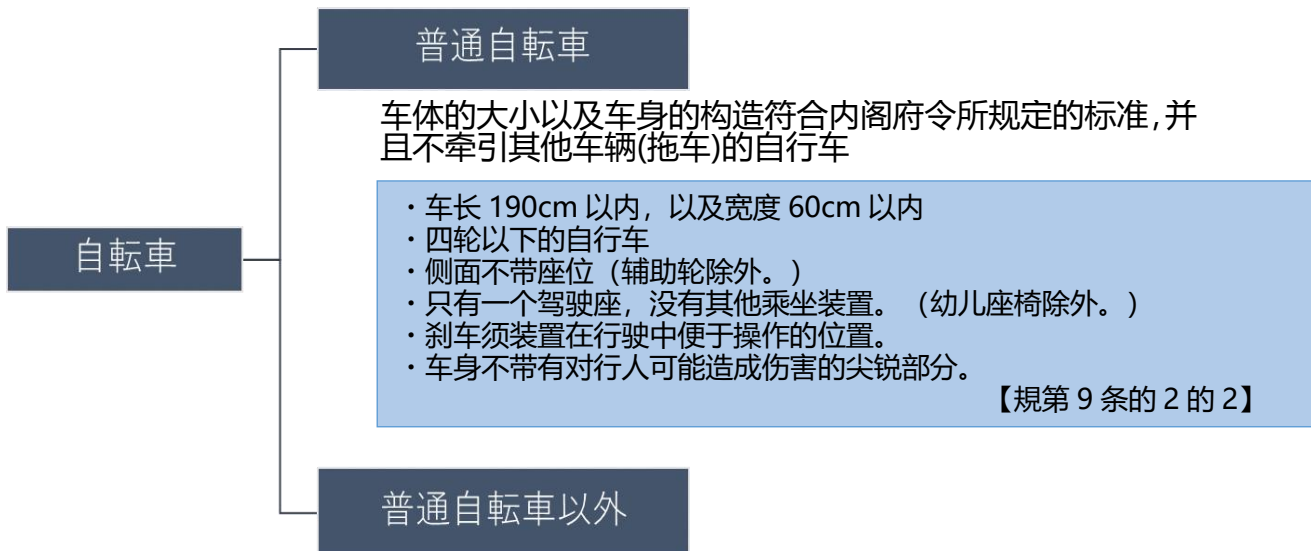 普通自転車
车体的大小以及车身的构造符合内阁府令所规定的标准,并
且不牵引其他车辆(拖车)的自行车
・车长 190cm 以内，以及宽度 60cm 以内
・四轮以下的自行车
・侧面不带座位（辅助轮除外。）
・只有一个驾驶座，没有其他乘坐装置。（幼儿座椅除外。）
・刹车须装置在行驶中便于操作的位置。
・车身不带有对行人可能造成伤害的尖锐部分。
【規第 9 条的 2 的 2】
自転車
普通自転車以外